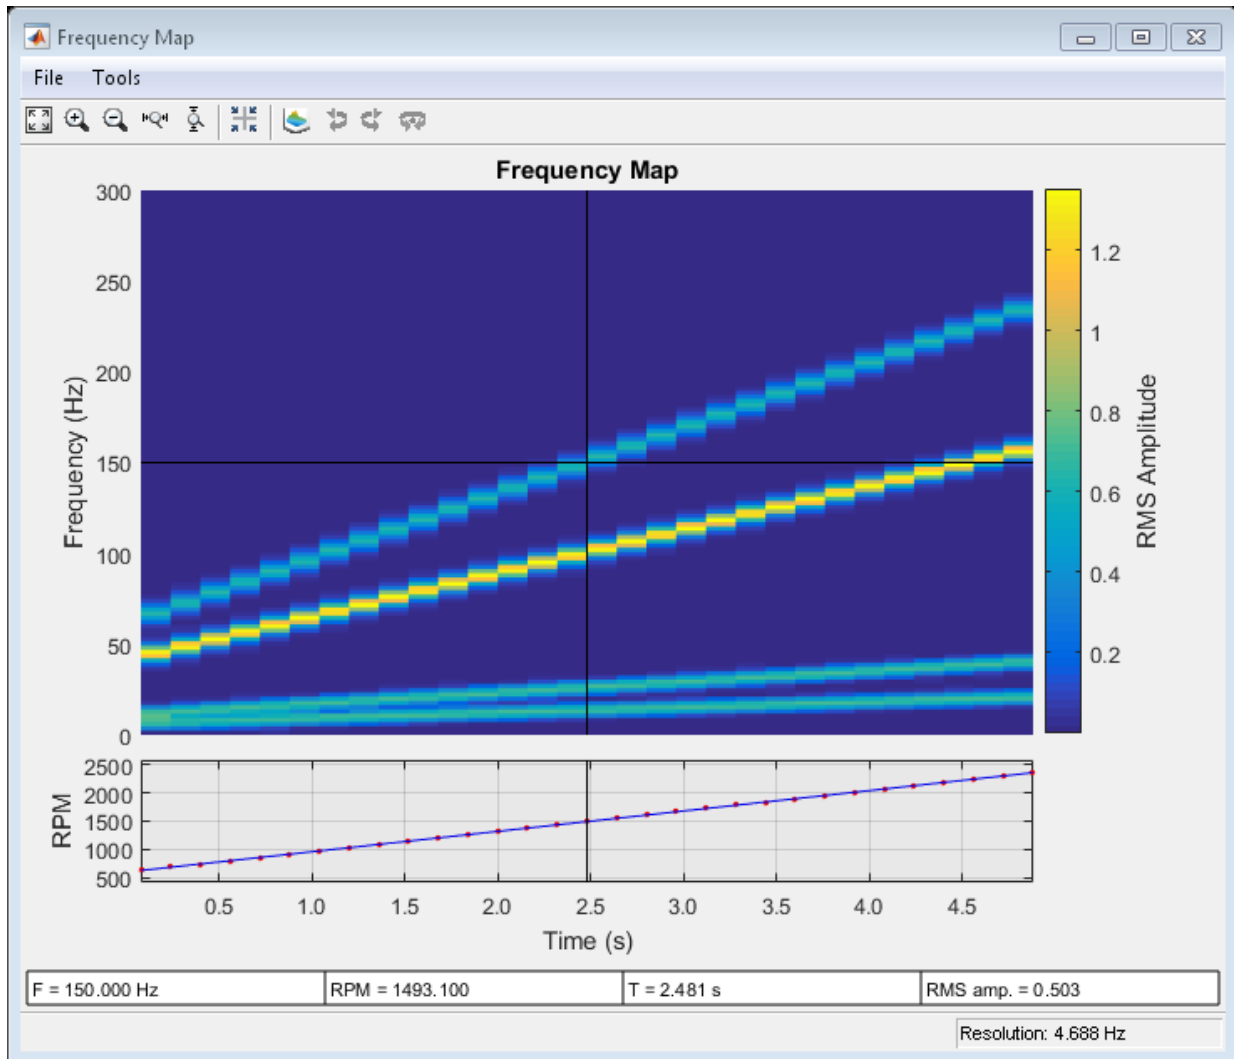 Frequency Map
File Tools
Frequency Map
300
250
200
150
100
50
0
Frequency (Hz)
1.2
1
0.8
0.6
0.4
0.2
RMS Amplitude
2500
2000
1500
1000
500
RPM
0.5 1.0 1.5 2.0 2.5 3.0 3.5 4.0 4.5
Time (s)
F = 150.000 Hz RPM = 1493.100 T = 2.481 s RMS amp. = 0.503
Resolution: 4.688 Hz